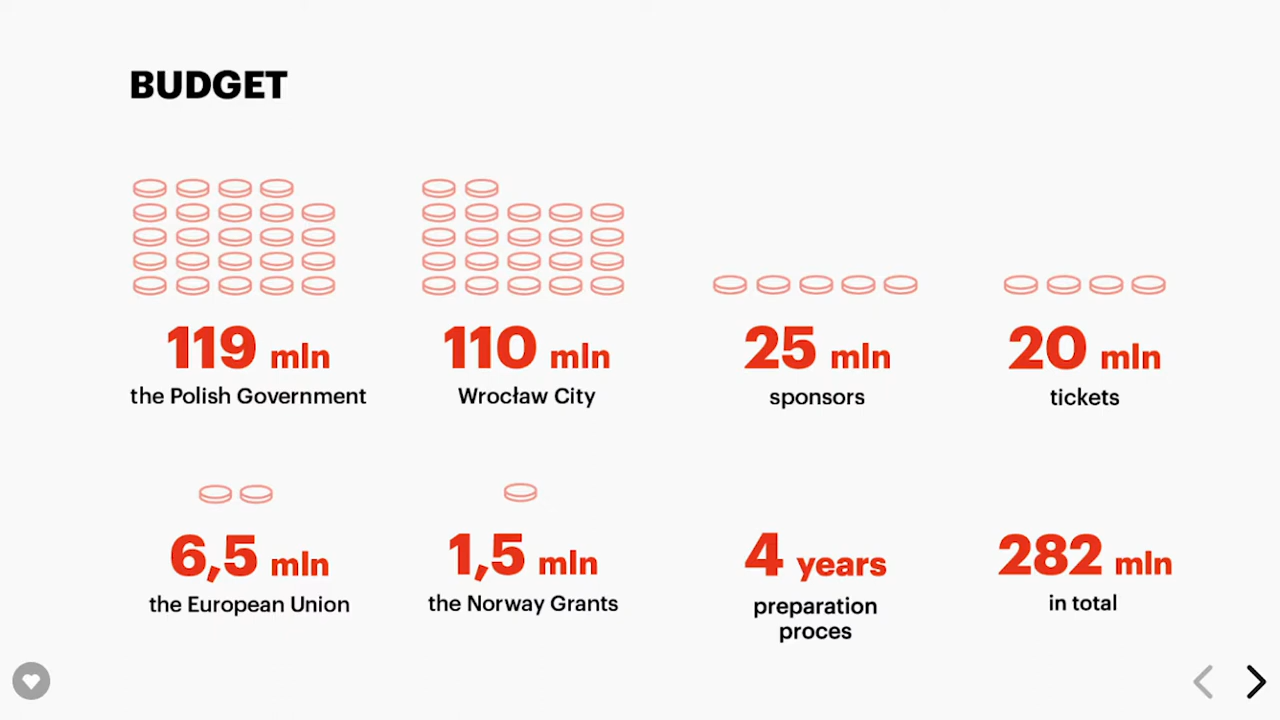 BUDGET
119 mln
the Polish Government
110 mln
Wrocław City
25 mln
sponsors
20 mln
tickets
6,5 mln
the European Union
1,5 mln
the Norway Grants
4 years
preparation
proces
282 mln
in total